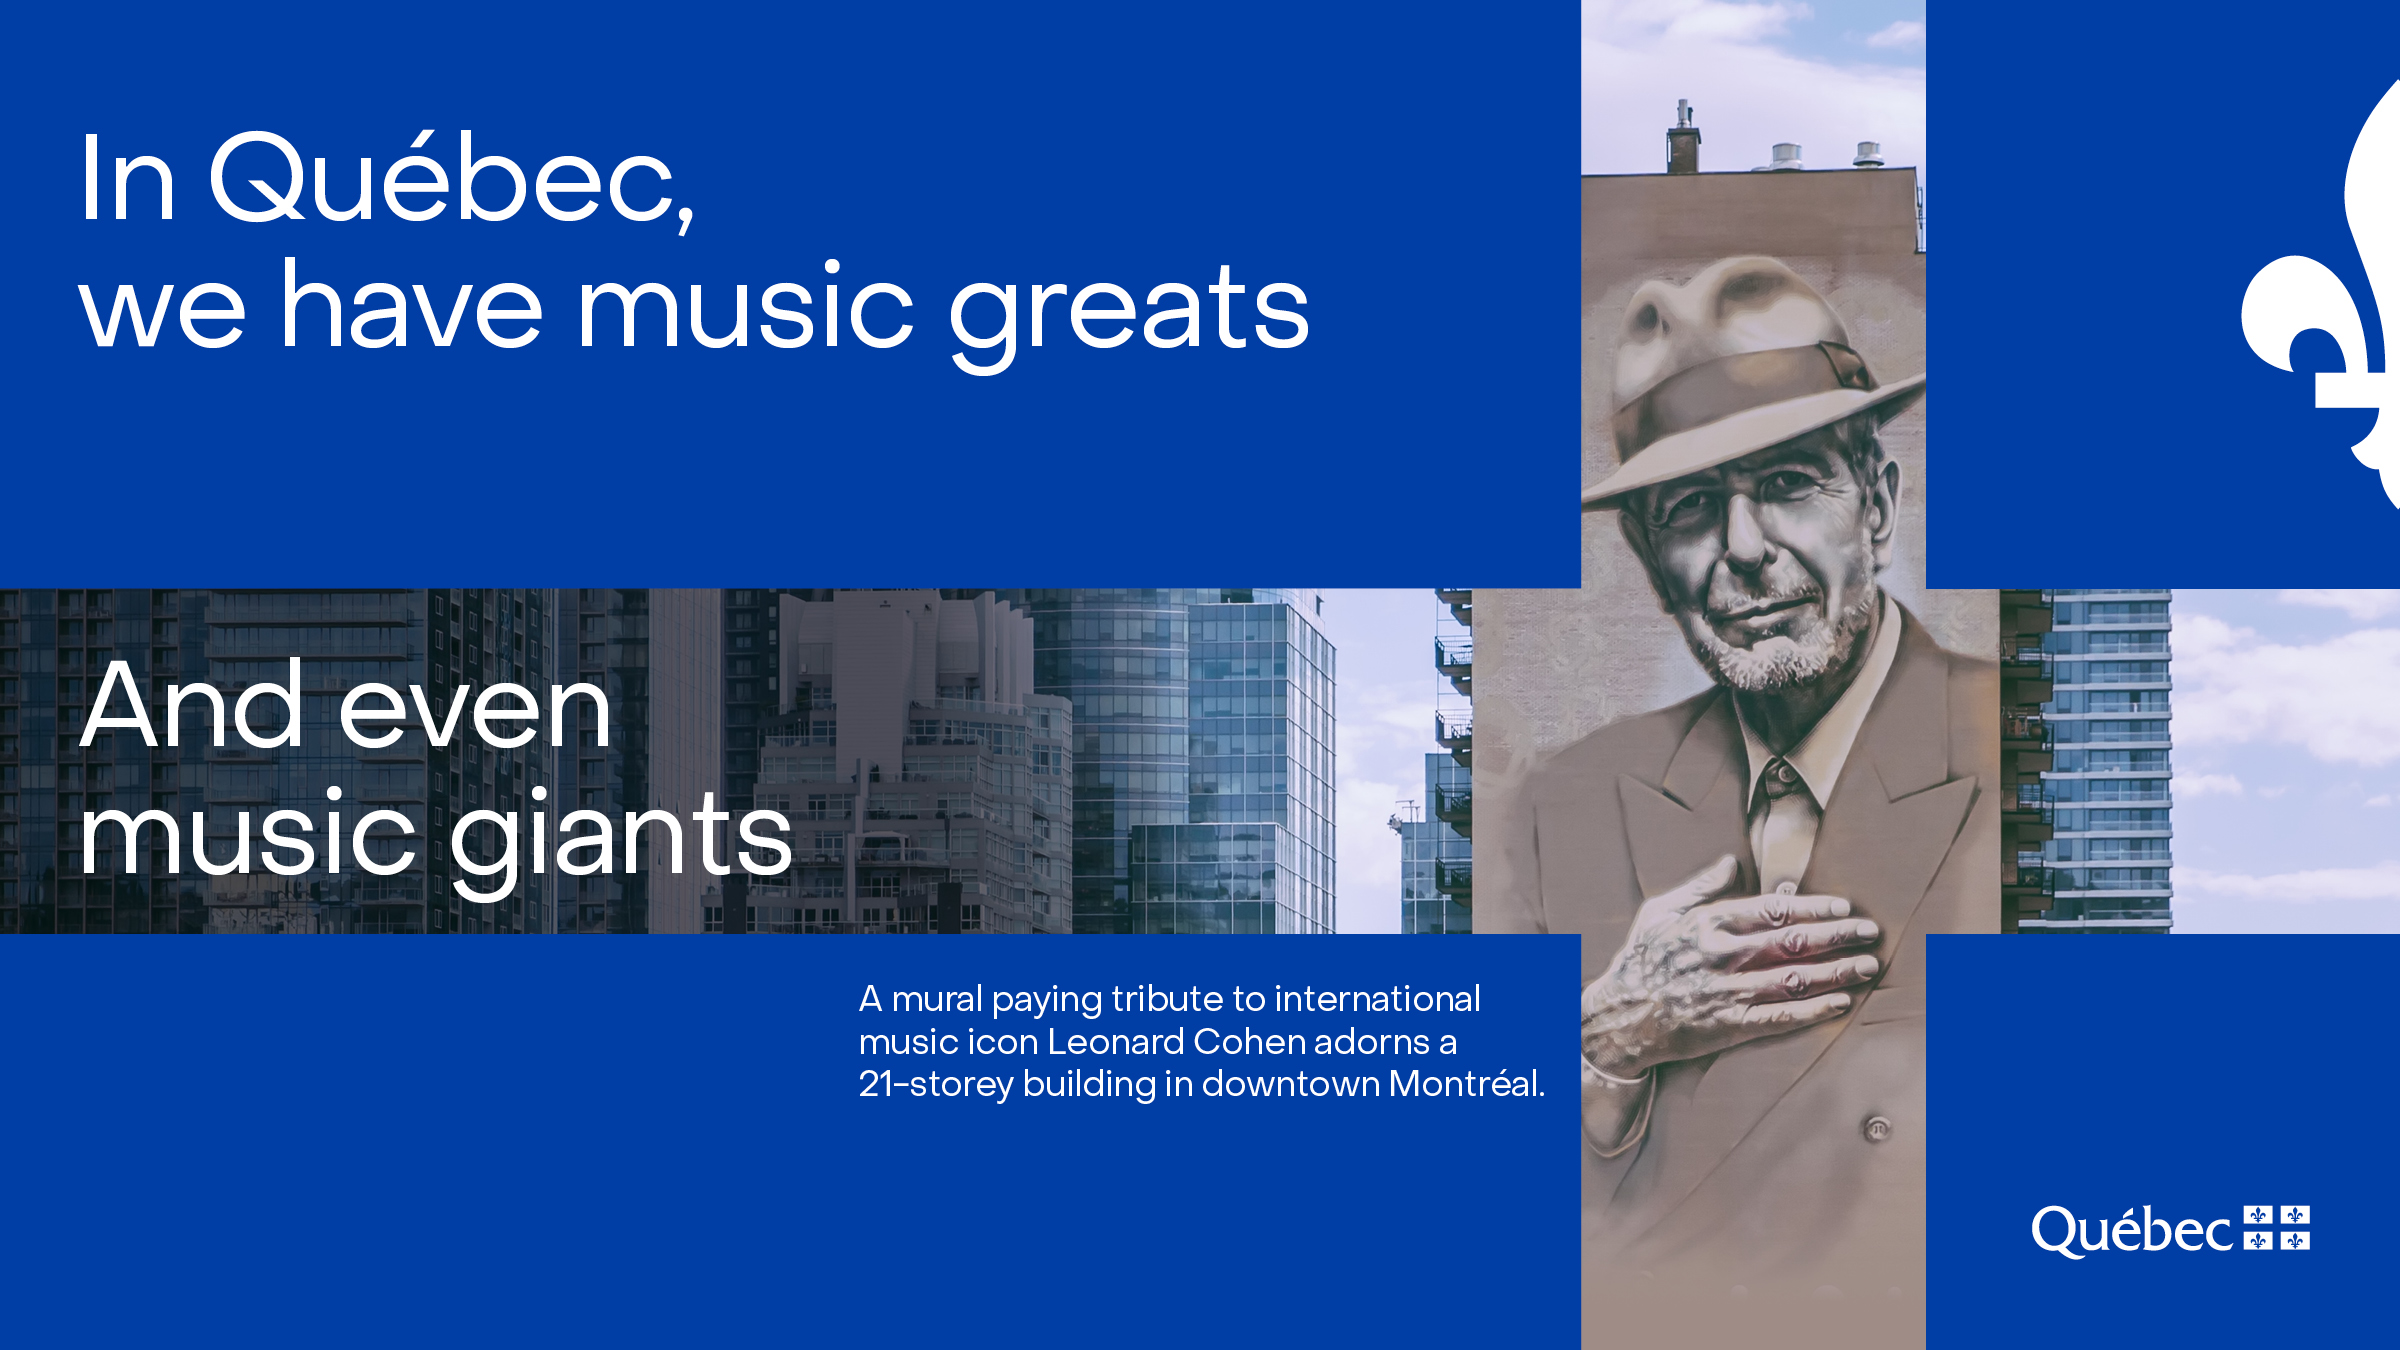 In Québec,
we have music greats
And even
music giants
A mural paying tribute to international
music icon Leonard Cohen adorns a
21-storey building in downtown Montréal.
Québec